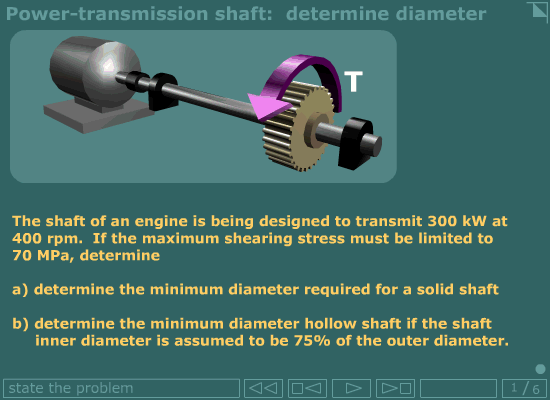 Power-transmission shaft:  determine diameter
T
The shaft of an engine is being designed to transmit 300 kW at
400 rpm.  If the maximum shearing stress must be limited to
70 MPa, determine
a) determine the minimum diameter required for a solid shaft
b) determine the minimum diameter hollow shaft if the shaft
inner diameter is assumed to be 75% of the outer diameter.
state the problem
1 / 6